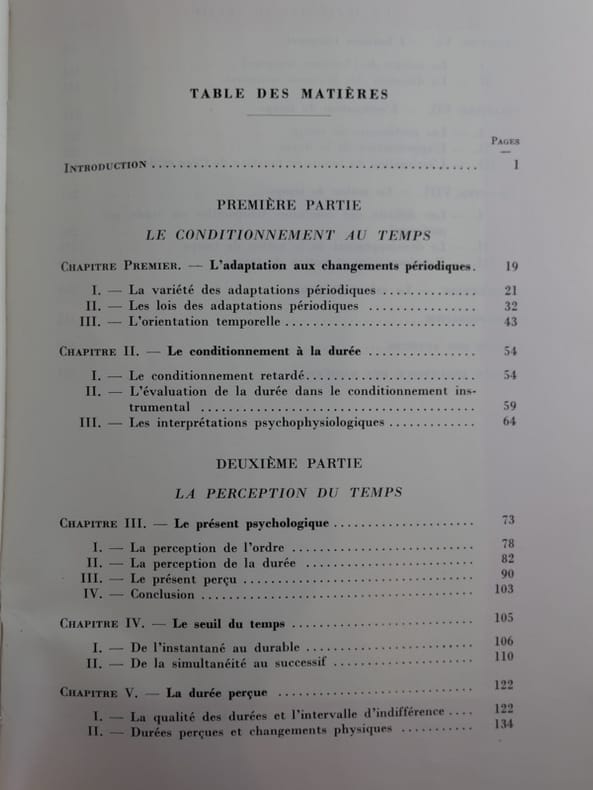 TABLE DES MATIÈRES
PAGES
INTRODUCTION .......... 1
PREMIÈRE PARTIE
LE CONDITIONNEMENT AU TEMPS
CHAPITRE PREMIER. — L'adaptation aux changements périodiques. 19
I. — La variété des adaptations périodiques .......... 21
II. — Les lois des adaptations périodiques .......... 32
III. — L'orientation temporelle .......... 43
CHAPITRE II. — Le conditionnement à la durée .......... 54
I. — Le conditionnement retardé .......... 54
II. — L'évaluation de la durée dans le conditionnement ins-
trumental .......... 59
III. — Les interprétations psychophysiologiques .......... 64
DEUXIÈME PARTIE
LA PERCEPTION DU TEMPS
CHAPITRE III. — Le présent psychologique .......... 73
I. — La perception de l'ordre .......... 78
II. — La perception de la durée .......... 82
III. — Le présent perçu .......... 90
IV. — Conclusion .......... 103
CHAPITRE IV. — Le seuil du temps .......... 105
I. — De l'instantané au durable .......... 106
II. — De la simultanéité au successif .......... 110
CHAPITRE V. — La durée perçue .......... 122
I. — La qualité des durées et l'intervalle d'indifférence .... 122
II. — Durées perçues et changements physiques .......... 134